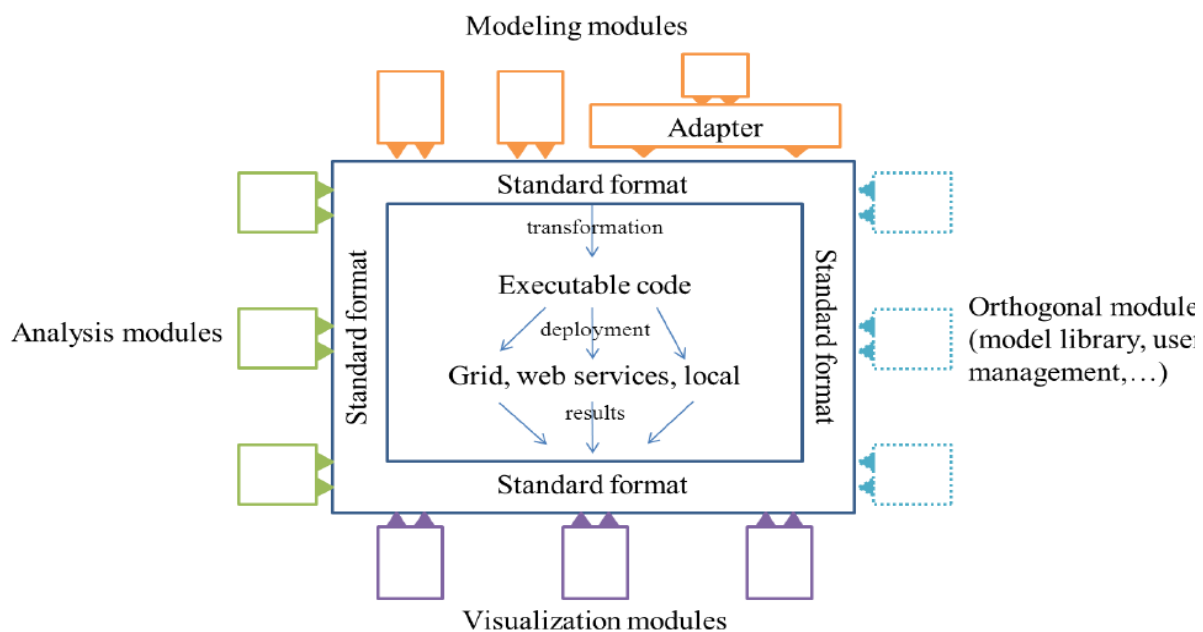 Modeling modules
Adapter
Standard format
transformation
Executable code
deployment
Grid, web services, local
results
Standard format
Standard format
Standard format
Analysis modules
Orthogonal module
(model library, user
management,…)
Visualization modules